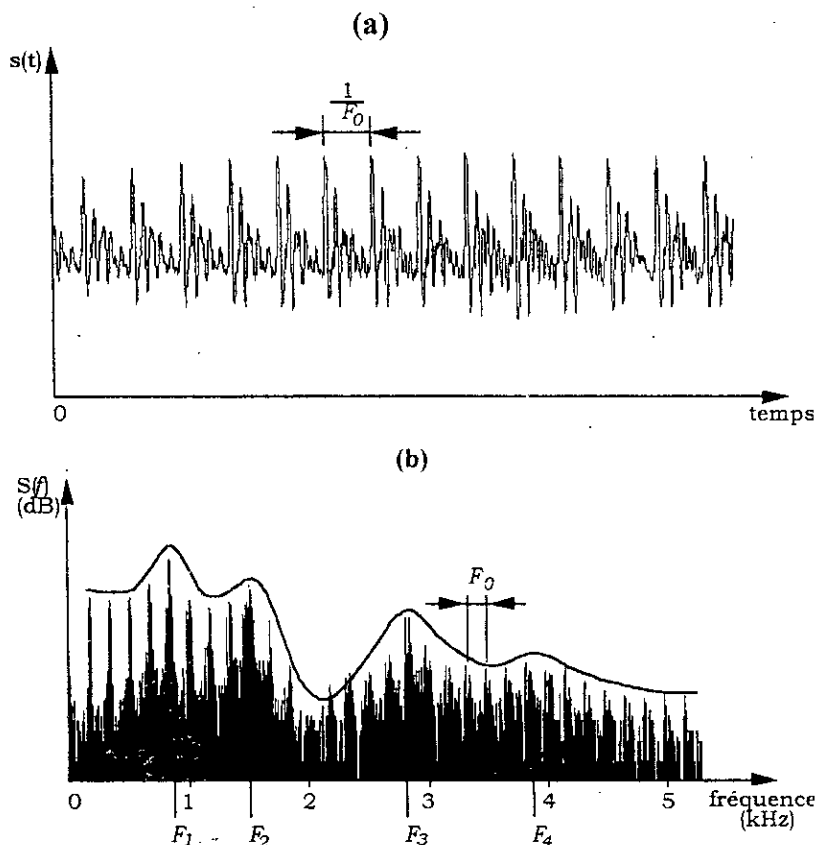 (a)
s(t)
1
F0
0
temps
(b)
S(f)
(dB)
F0
0 1 2 3 4 5 fréquence
(kHz)
F1 F2 F3 F4